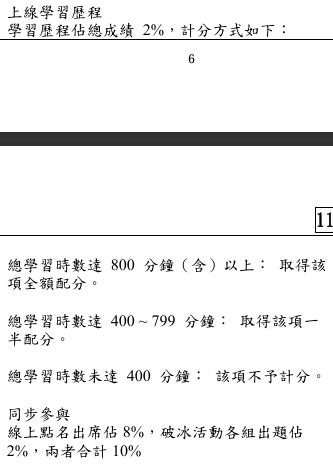 上線學習歷程
學習歷程佔總成績 2%，計分方式如下：
6
11
總學習時數達 800 分鐘（含）以上： 取得該
項全額配分。
總學習時數達 400～799 分鐘： 取得該項一
半配分。
總學習時數未達 400 分鐘： 該項不予計分。
同步參與
線上點名出席佔 8%，破冰活動各組出題佔
2%，兩者合計 10%